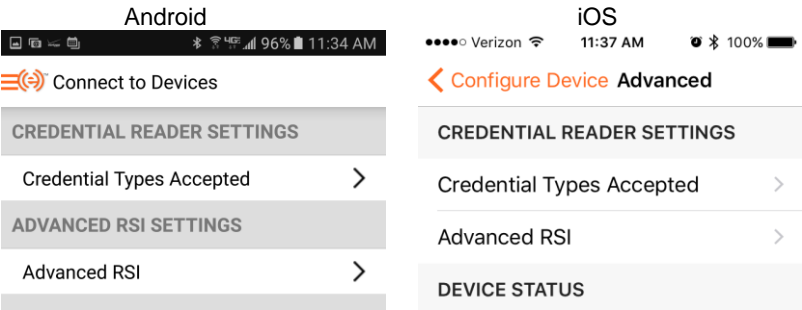 Android
96% 11:34 AM
Connect to Devices
CREDENTIAL READER SETTINGS
Credential Types Accepted
ADVANCED RSI SETTINGS
Advanced RSI
iOS
Verizon 11:37 AM 100%
Configure Device Advanced
CREDENTIAL READER SETTINGS
Credential Types Accepted
Advanced RSI
DEVICE STATUS